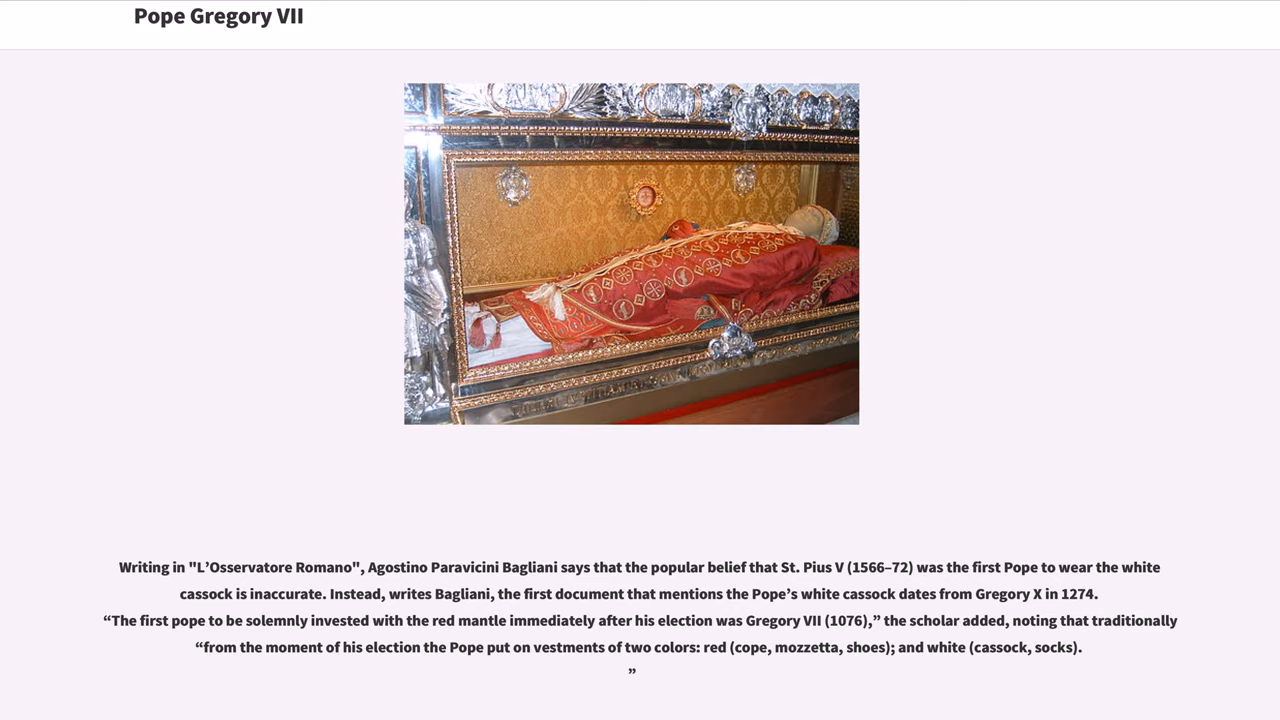 Pope Gregory VII
Writing in "L’Osservatore Romano", Agostino Paravicini Bagliani says that the popular belief that St. Pius V (1566–72) was the first Pope to wear the white
cassock is inaccurate. Instead, writes Bagliani, the first document that mentions the Pope’s white cassock dates from Gregory X in 1274.
“The first pope to be solemnly invested with the red mantle immediately after his election was Gregory VII (1076),” the scholar added, noting that traditionally
“from the moment of his election the Pope put on vestments of two colors: red (cope, mozzetta, shoes); and white (cassock, socks).
”